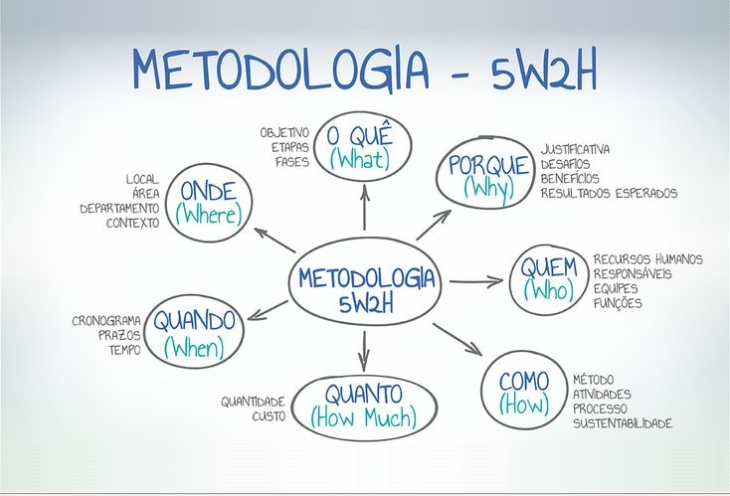 METODOLOGIA - 5W2H
OBJETIVO
ETAPAS
FASES
O QUÊ
(What)
PORQUE
(Why)
JUSTIFICATIVA
DESAFIOS
BENEFÍCIOS
RESULTADOS ESPERADOS
LOCAL
ÁREA
DEPARTAMENTO
CONTEXTO
ONDE
(Where)
METODOLOGIA
5W2H
QUEM
(Who)
RECURSOS HUMANOS
RESPONSÁVEIS
EQUIPES
FUNÇÕES
CRONOGRAMA
PRAZOS
TEMPO
QUANDO
(When)
QUANTIDADE
CUSTO
QUANTO
(How Much)
COMO
(How)
MÉTODO
ATIVIDADES
PROCESSO
SUSTENTABILIDADE